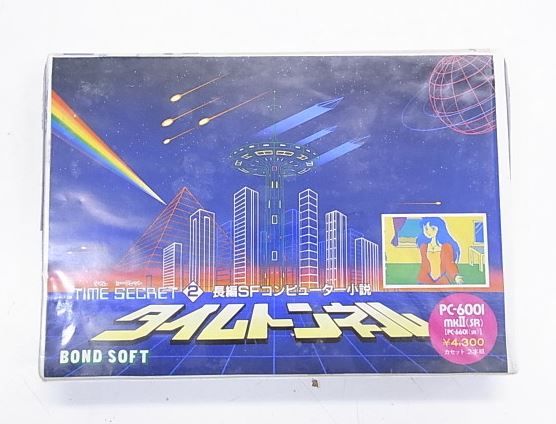 TIME SECRET 2 長編SFコンピューター小説
タイムトンネル
BOND SOFT
PC-6001
mkⅡ(SR)
¥4,300
カセット2本組